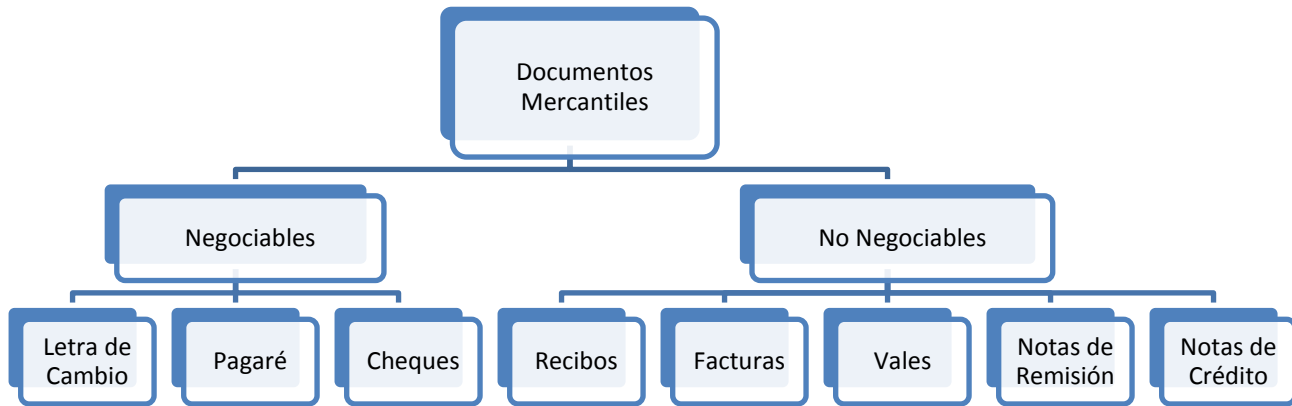 Documentos
Mercantiles
Negociables
No Negociables
Letra de
Cambio
Pagaré
Cheques
Recibos
Facturas
Vales
Notas de
Remisión
Notas de
Crédito